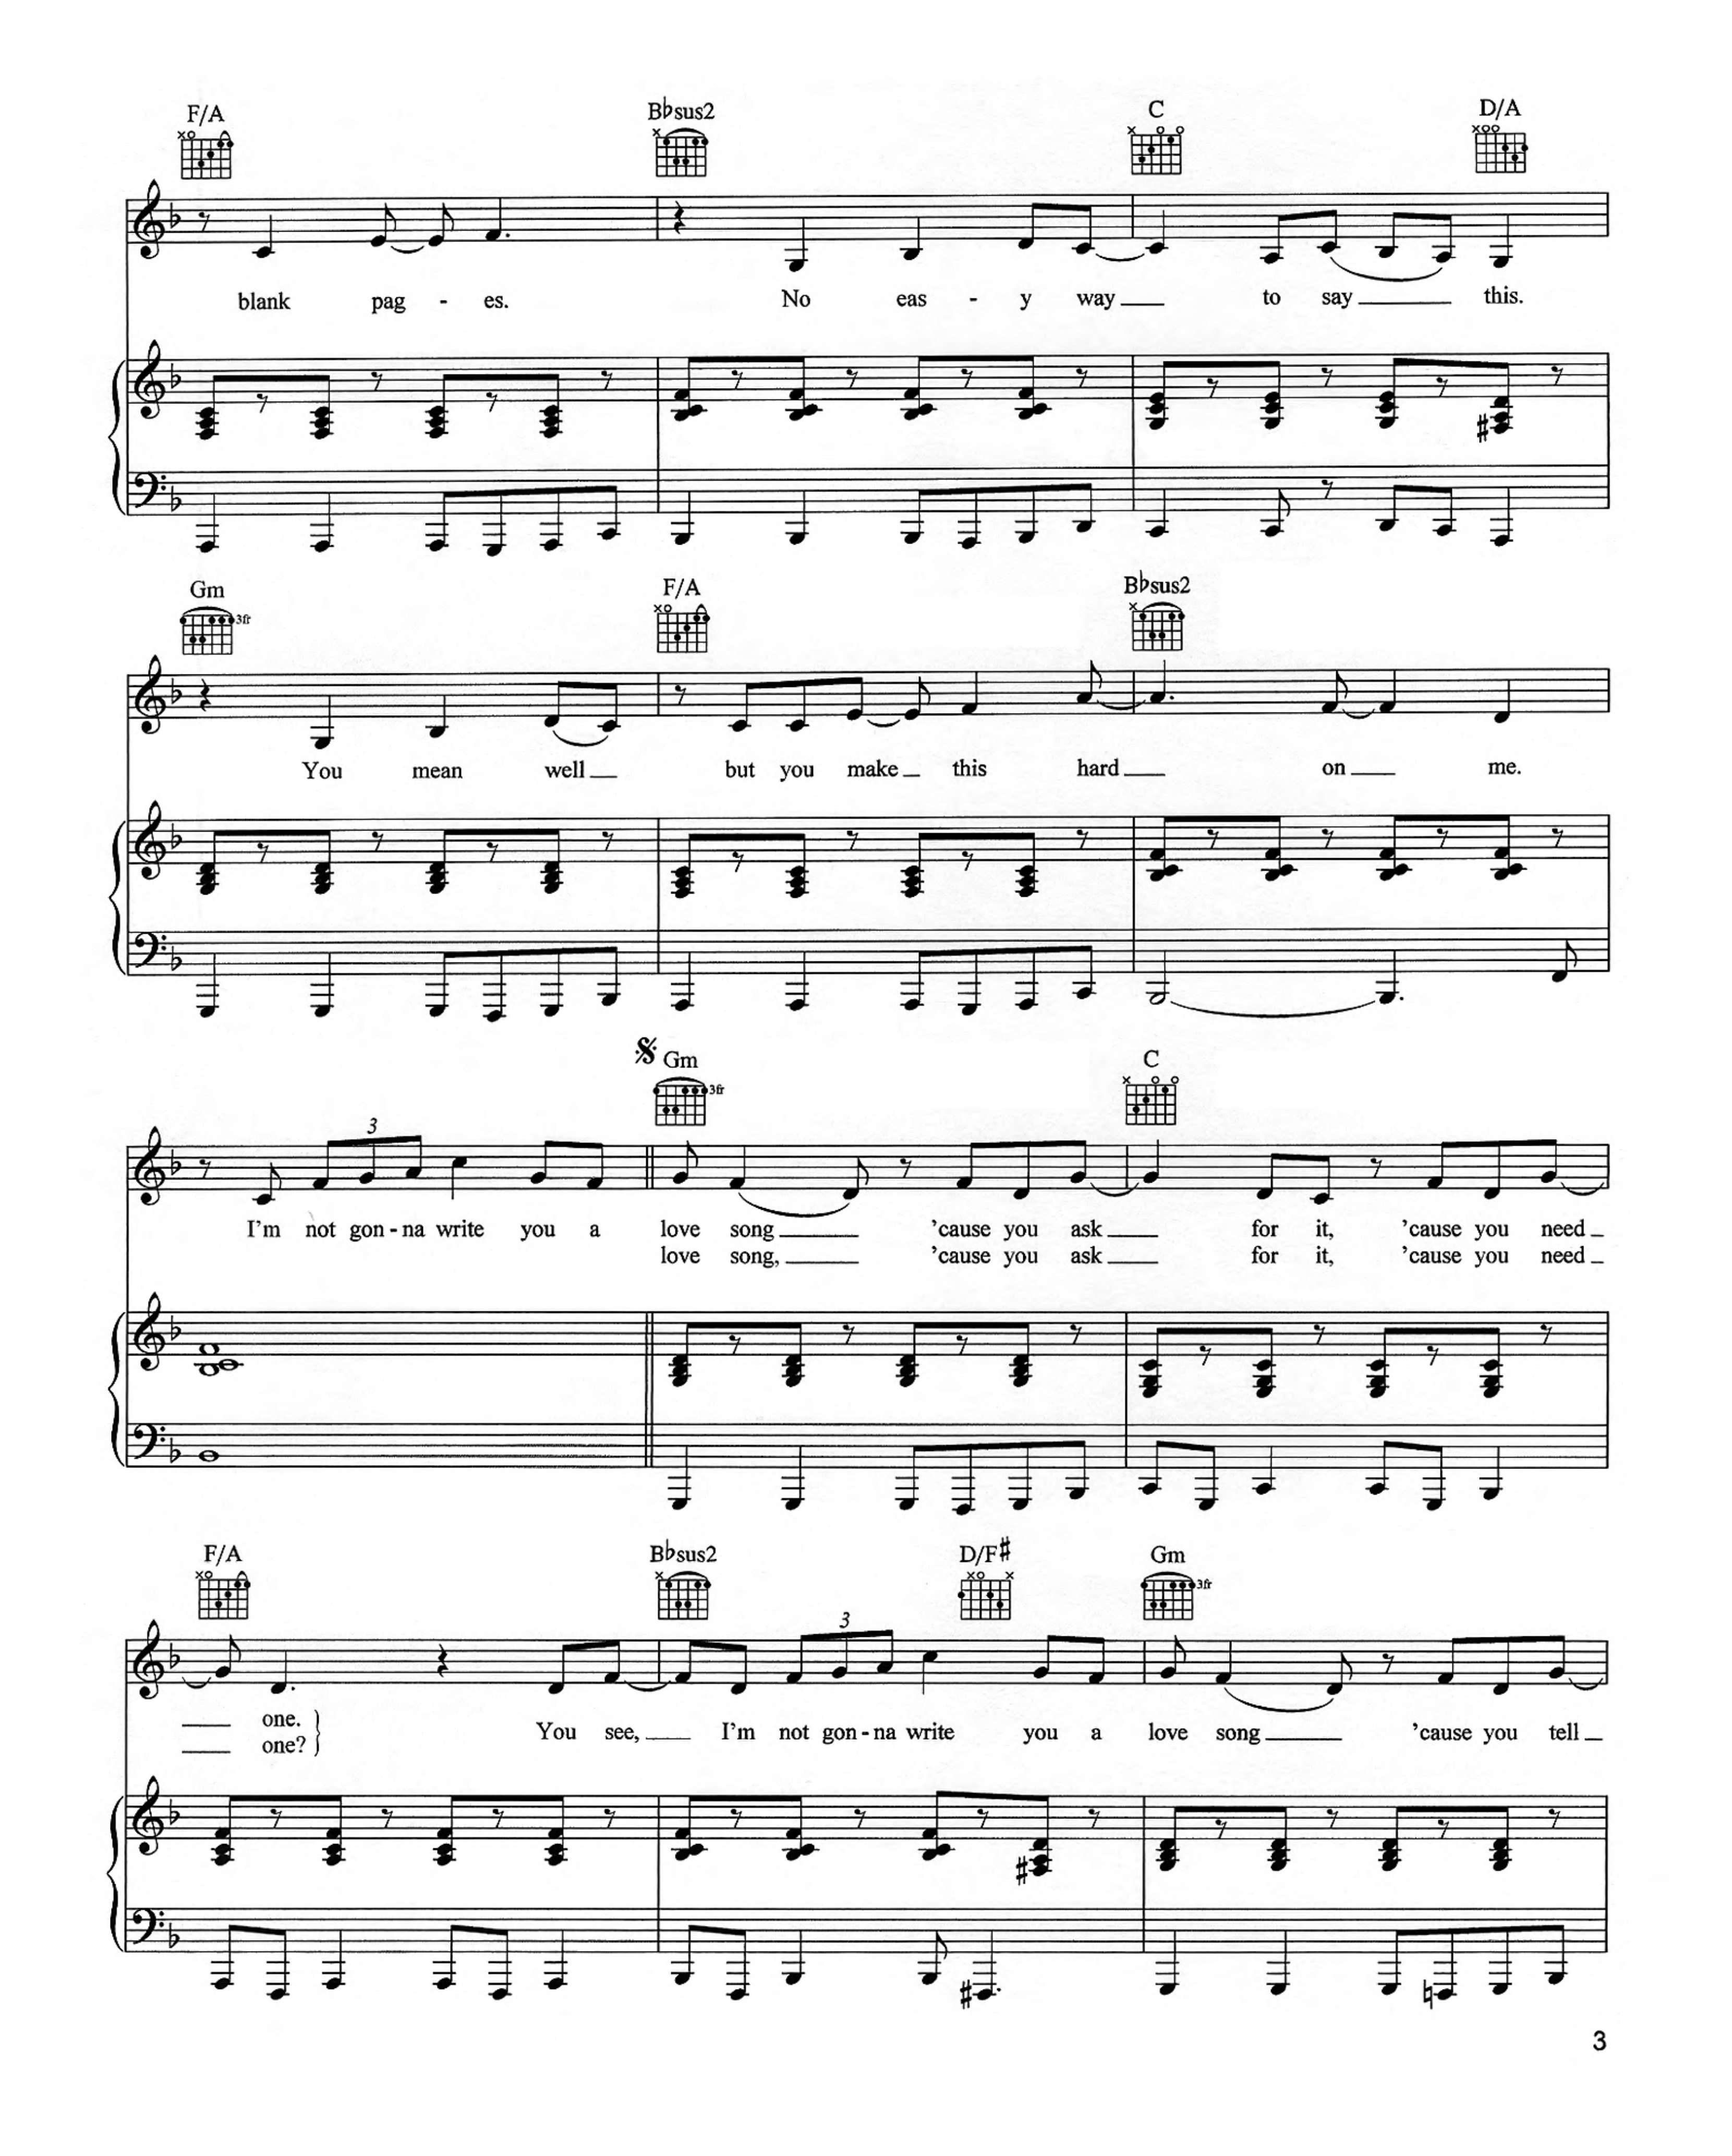 F/A B♭sus2 C D/A
blank pag - es. No eas - y way to say this.
Gm 3fr F/A B♭sus2
You mean well but you make this hard on me.
Gm 3fr C
3
I'm not gon - na write you a love song 'cause you ask for it, 'cause you need
love song, 'cause you ask for it, 'cause you need
F/A B♭sus2 D/F♯ Gm 3fr
3
one. You see, I'm not gon - na write you a love song 'cause you tell
one?
3